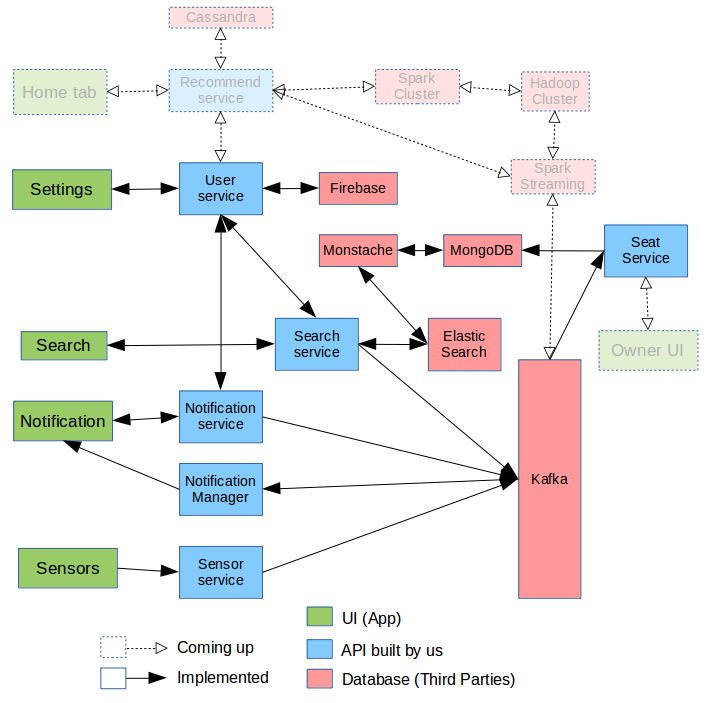 Cassandra
Home tab
Recommend
service
Spark
Cluster
Hadoop
Cluster
Settings
User
service
Firebase
Spark
Streaming
Monstache
MongoDB
Seat
Service
Search
Search
service
Elastic
Search
Owner UI
Notification
Notification
service
Notification
Manager
Kafka
Sensors
Sensor
service
UI (App)
Coming up
API built by us
Implemented
Database (Third Parties)